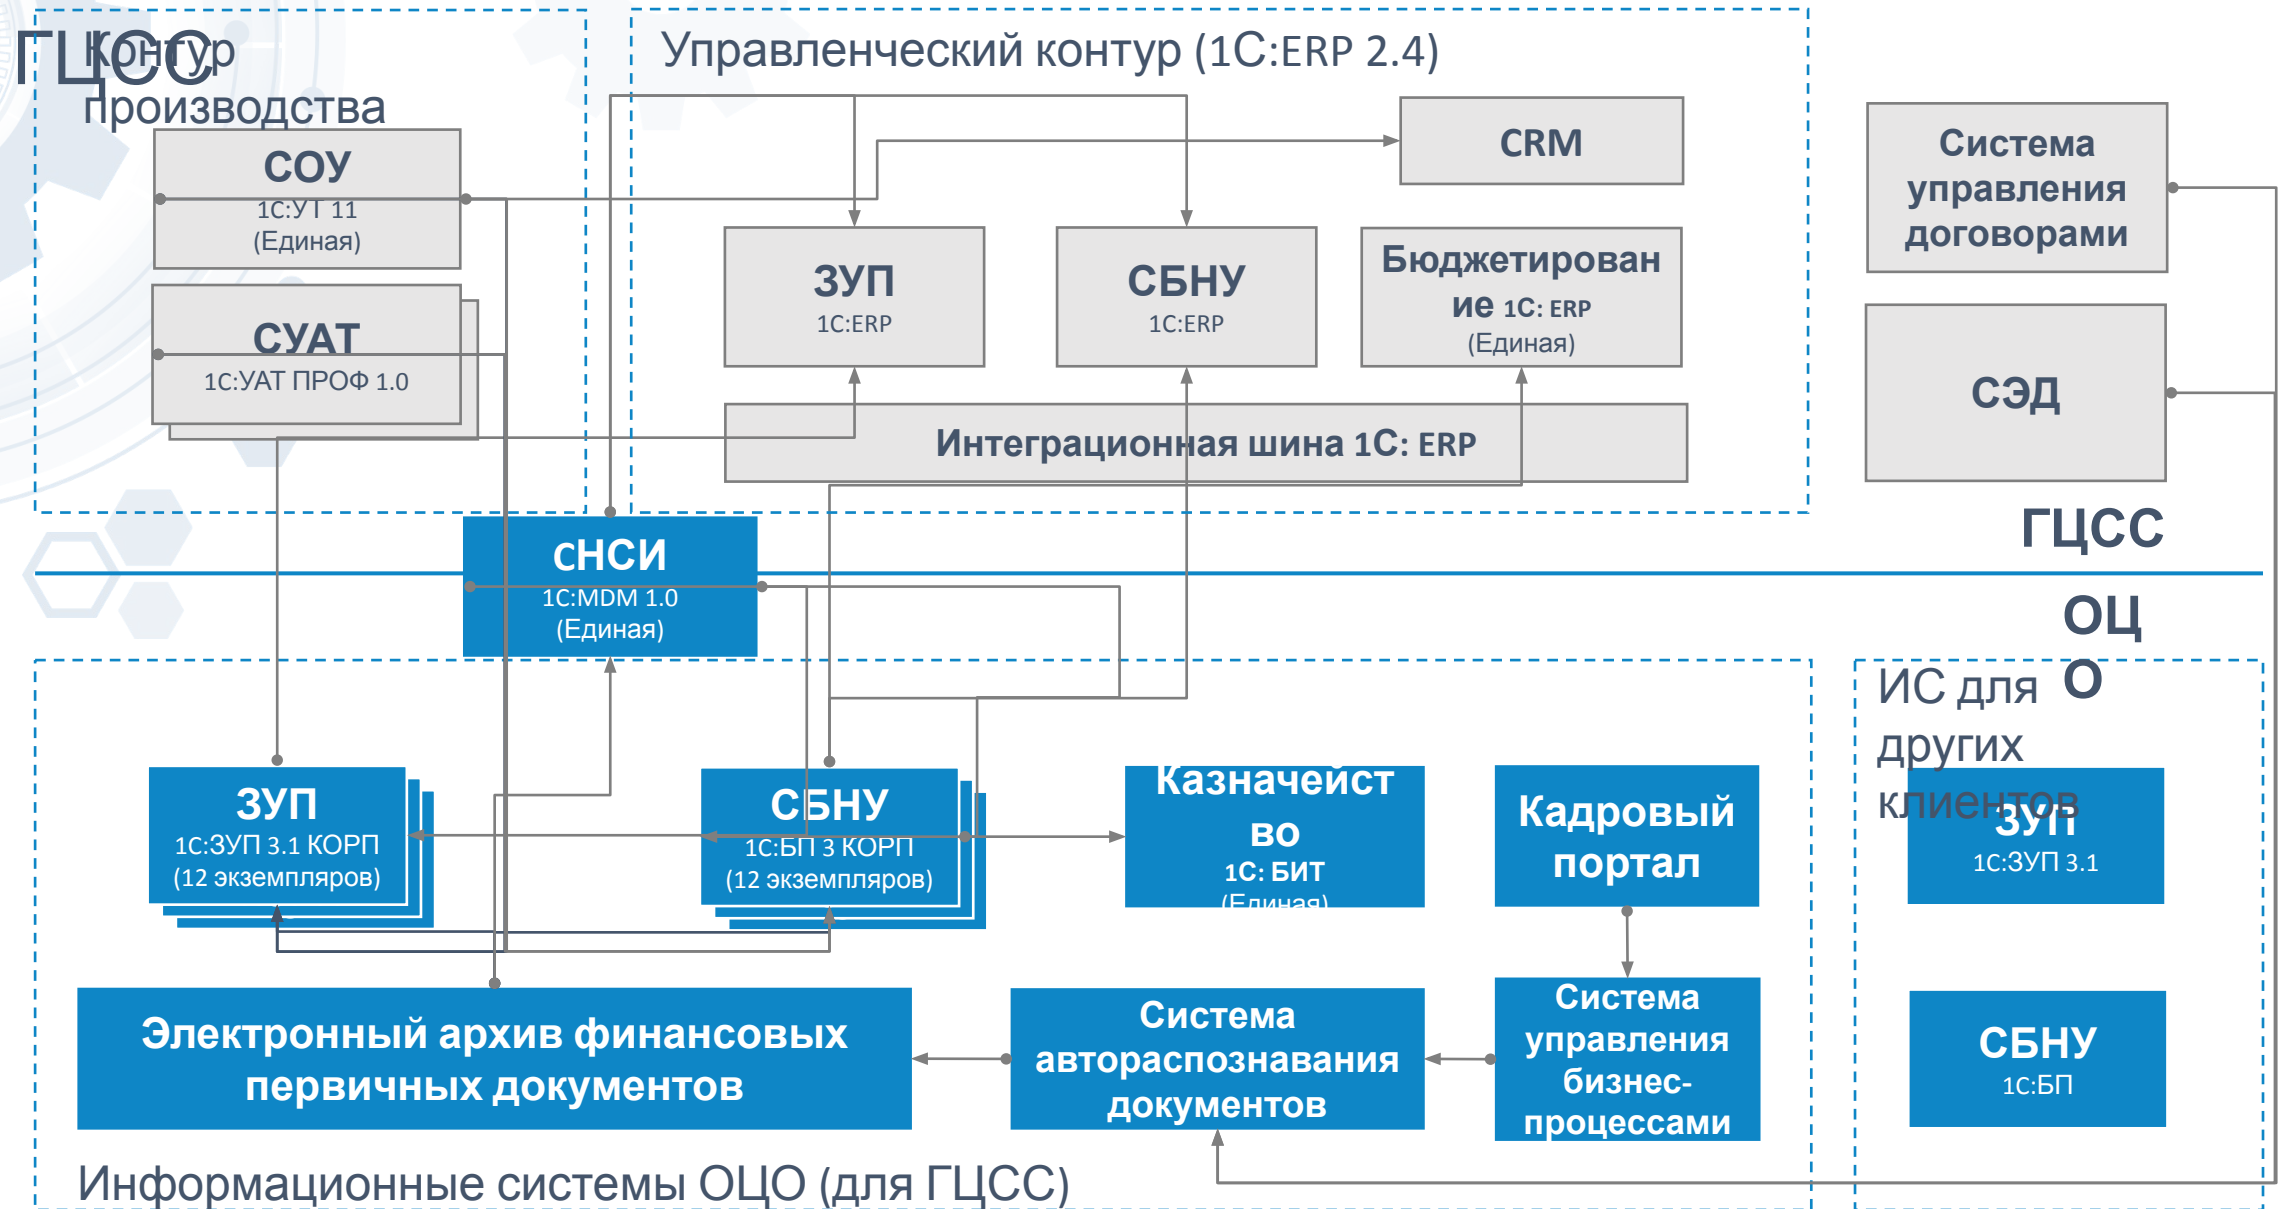 ГЦСС
Контур
производства
Управленческий контур (1С:ERP 2.4)
СОУ
1С:УТ 11
(Единая)
СУАТ
1С:УАТ ПРОФ 1.0
CRM
ЗУП
1С:ERP
СБНУ
1С:ERP
Бюджетирован
ие 1С: ERP
(Единая)
Интеграционная шина 1С: ERP
Система
управления
договорами
СЭД
ГЦСС
сНСИ
1С:MDM 1.0
(Единая)
ОЦ
О
ИС для
других
клиентов
ЗУП
1С:ЗУП 3.1 КОРП
(12 экземпляров)
СБНУ
1С:БП 3 КОРП
(12 экземпляров)
Казначейст
во
1С: БИТ
(Единая)
Кадровый
портал
ЗУП
1С:ЗУП 3.1
Электронный архив финансовых
первичных документов
Система
автораспознавания
документов
Система
управления
бизнес-
процессами
СБНУ
1С:БП
Информационные системы ОЦО (для ГЦСС)